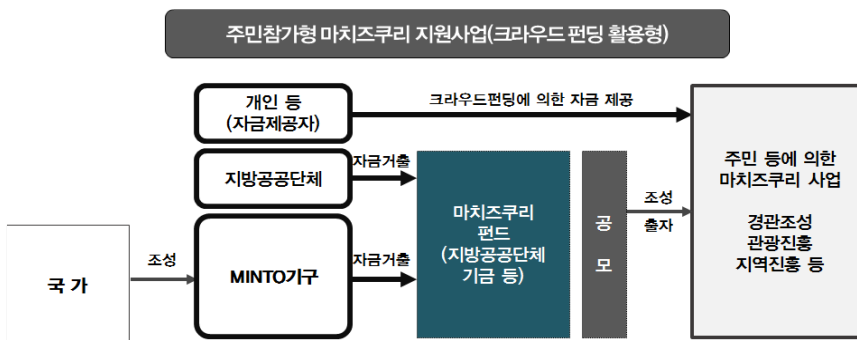 주민참가형 마치즈쿠리 지원사업(크라우드 펀딩 활용형)
개인 등
(자금제공자)
크라우드펀딩에 의한 자금 제공
지방공공단체
자금거출
국 가
조성
MINTO기구
자금거출
마치즈쿠리
펀드
(지방공공단체
기금 등)
공
모
조성
출자
주민 등에 의한
마치즈쿠리 사업
경관조성
관광진흥
지역진흥 등